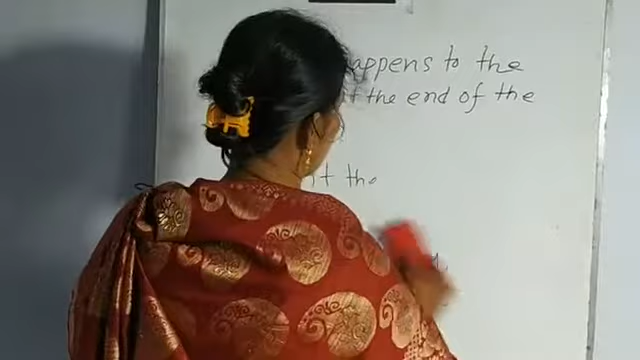 appens to the
t the end of the
t the